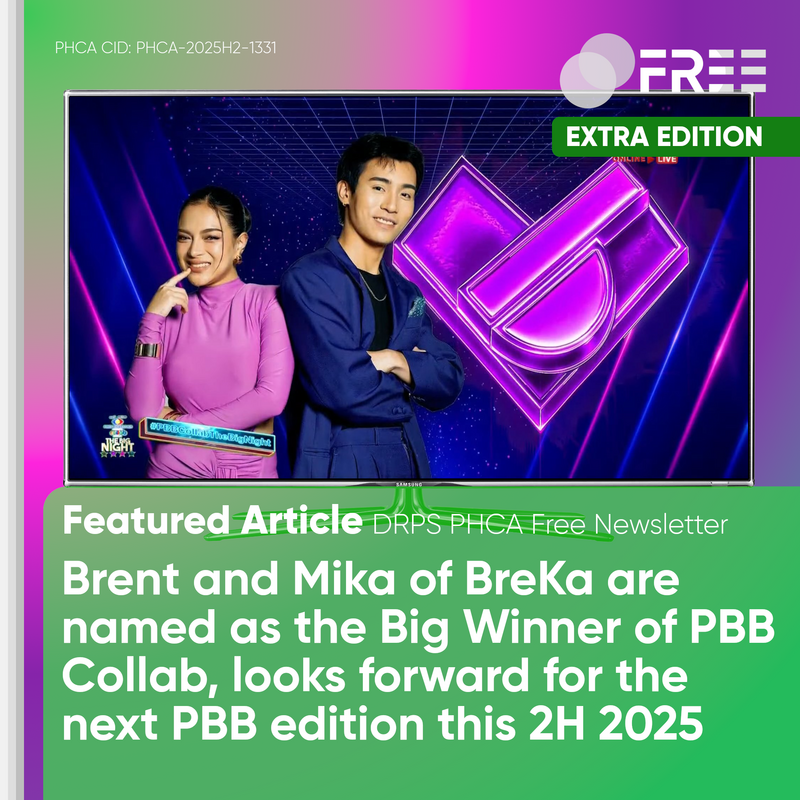 PHCA CID: PHCA-2025H2-1331
FREE
EXTRA EDITION
ONLINE LIVE
#PBBCollabTheBigNight
THE BIG
NIGHT
SAMSUNG
Featured Article DRPS PHCA Free Newsletter
Brent and Mika of BreKa are
named as the Big Winner of PBB
Collab, looks forward for the
next PBB edition this 2H 2025